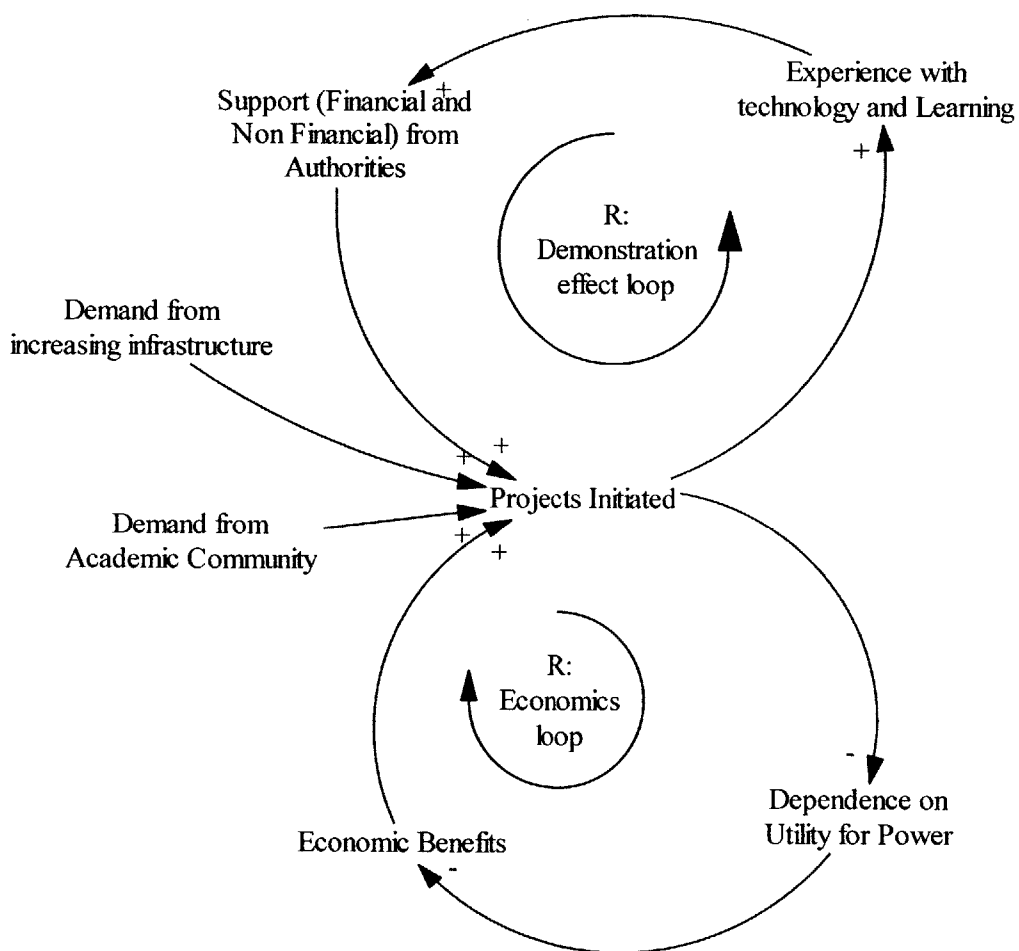 Experience with
technology and Learning
+
+
Support (Financial and
Non Financial) from
Authorities
R:
Demonstration
effect loop
Demand from
increasing infrastructure
+
+
Projects Initiated
Demand from
Academic Community
+
+
R:
Economics
loop
-
Dependence on
Utility for Power
Economic Benefits
-